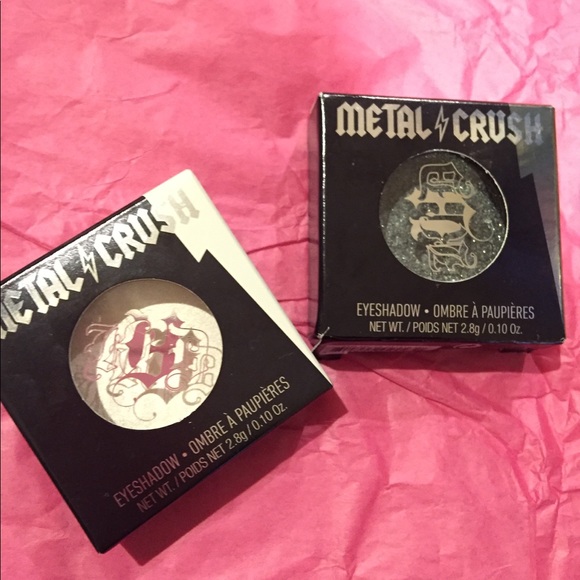 METAL CRUSH
EYESHADOW • OMBRE À PAUPIÈRES
NET WT. / POIDS NET 2.8g / 0.10 Oz.
METAL CRUSH
EYESHADOW • OMBRE À PAUPIÈRES
NET WT. / POIDS NET 2.8g / 0.10 Oz.